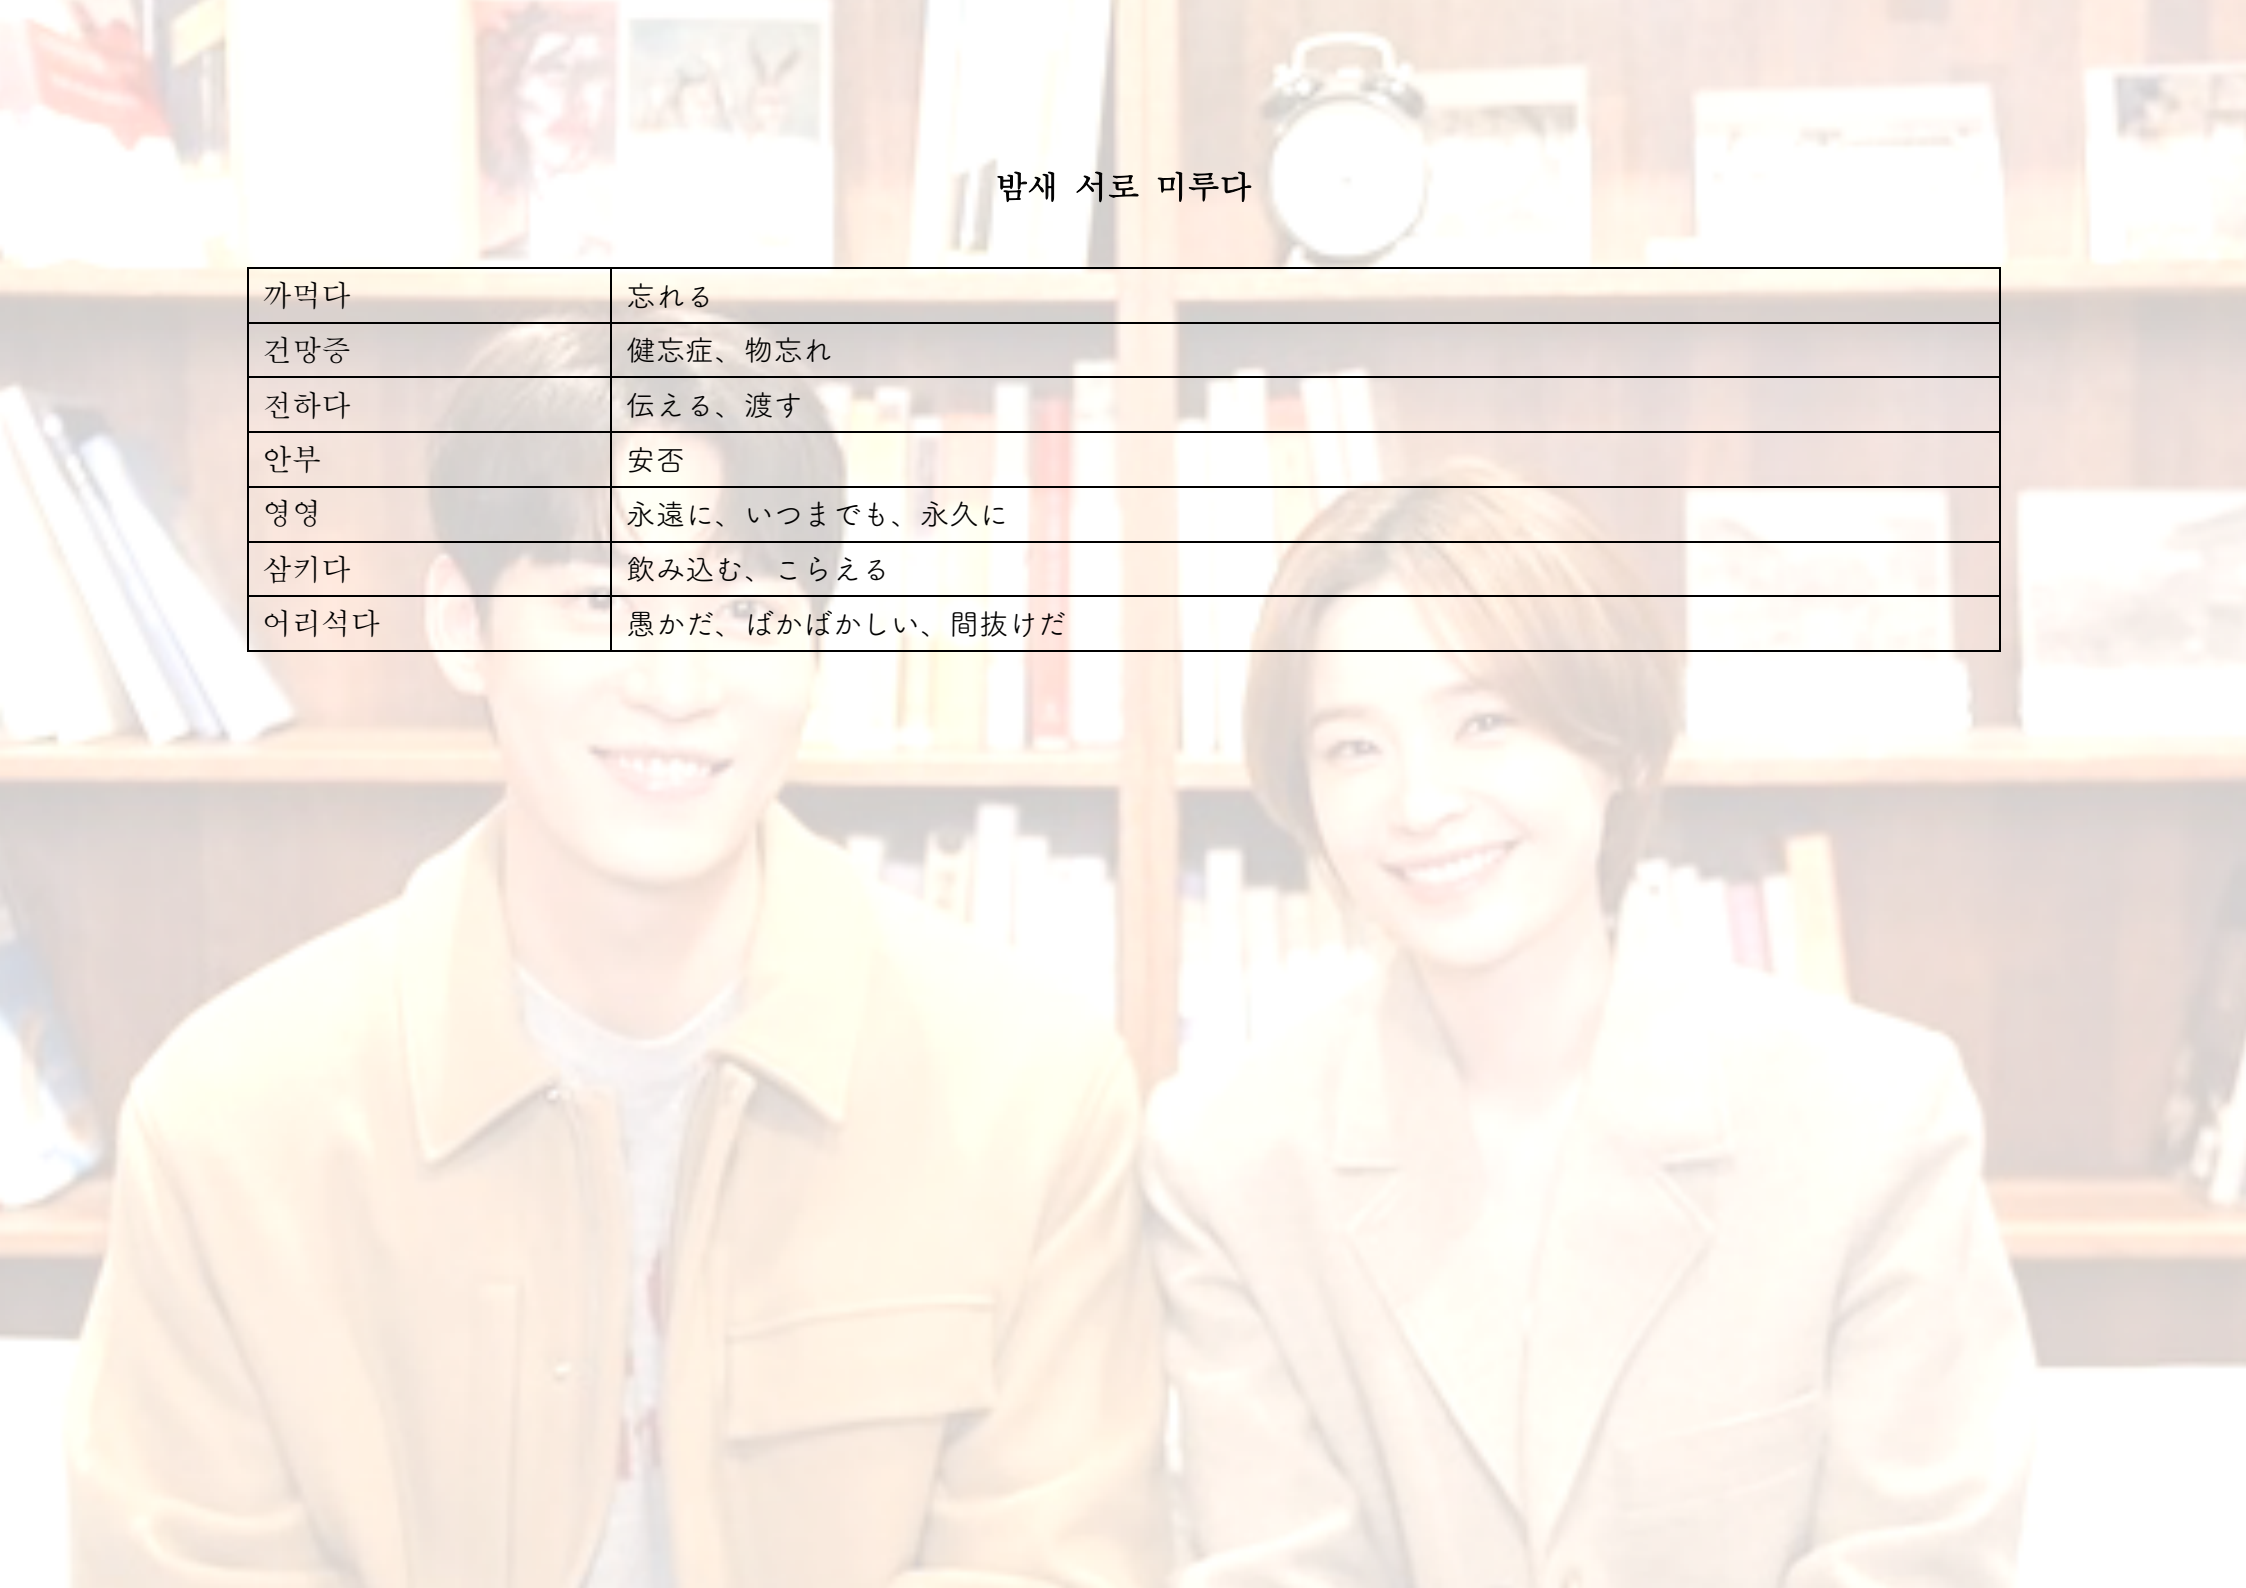 밤새 서로 미루다
까먹다 忘れる
건망증 健忘症、物忘れ
전하다 伝える、渡す
안부 安否
영영 永遠に、いつまでも、永久に
삼키다 飲み込む、こらえる
어리석다 愚かだ、ばかばかしい、間抜けだ